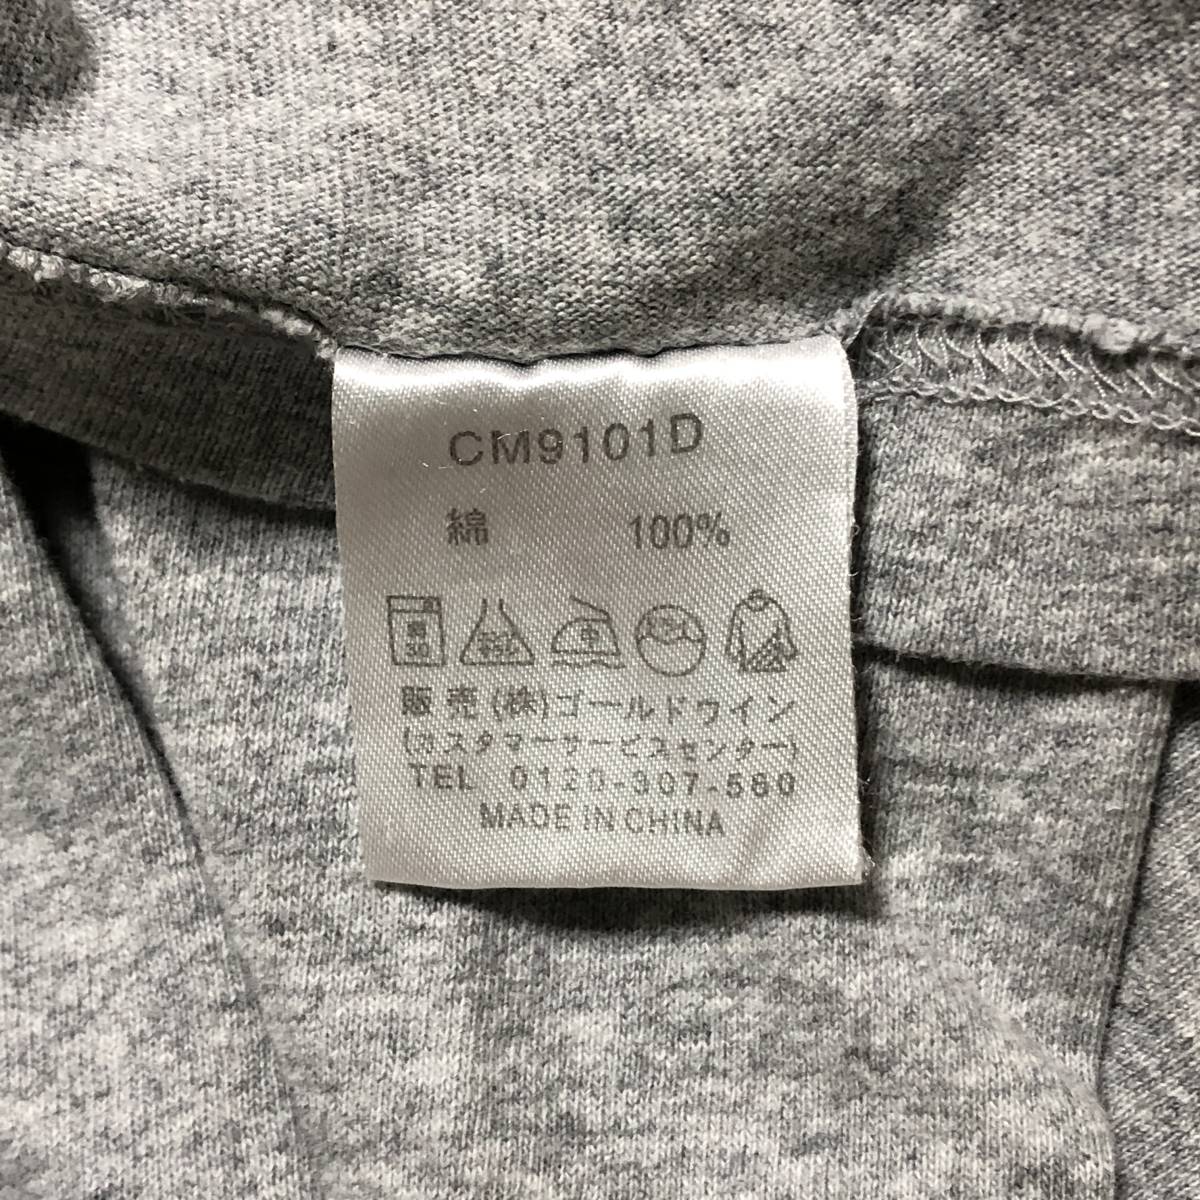 CM9101D
綿 100%
中
販売(株)ゴールドウイン
(カスタマーサービスセンター)
TEL 0120-307-560
MADE IN CHINA